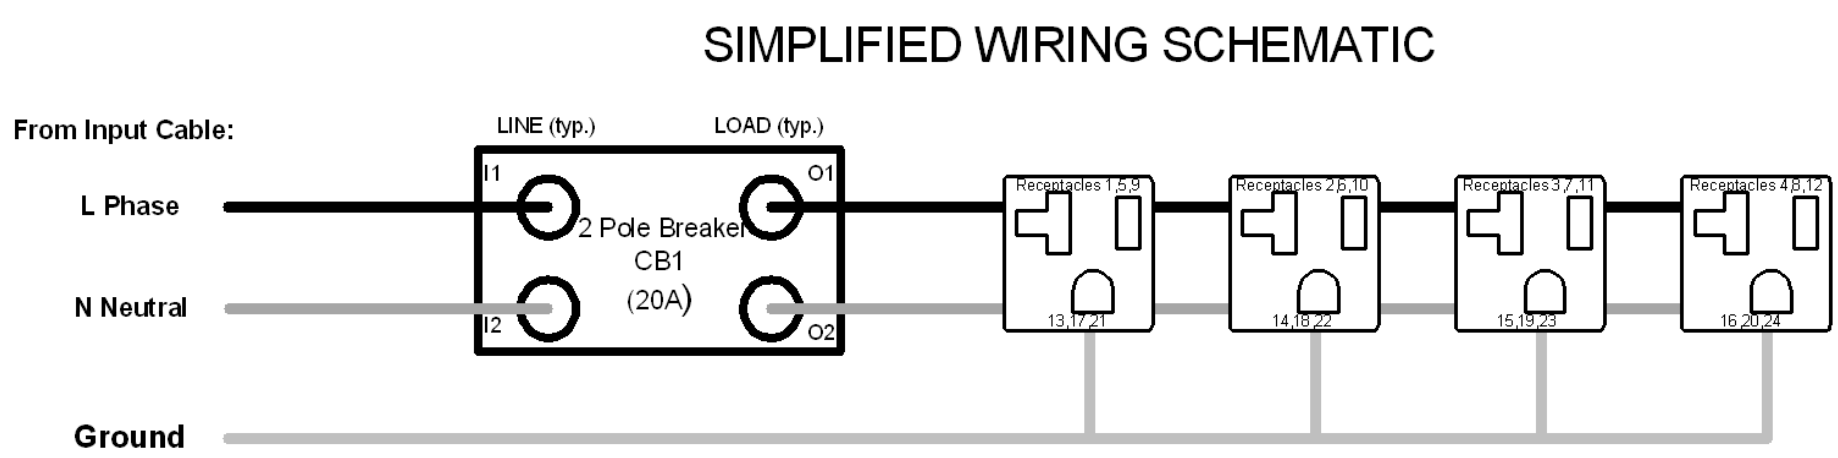 SIMPLIFIED WIRING SCHEMATIC
From Input Cable:
LINE (typ.)
LOAD (typ.)
I1
O1
L Phase
2 Pole Breaker
CB1
(20A)
N Neutral
I2
O2
Receptacles 1,5,9
13,17,21
Receptacles 2,6,10
14,18,22
Receptacles 3,7,11
15,19,23
Receptacles 4,8,12
16,20,24
Ground